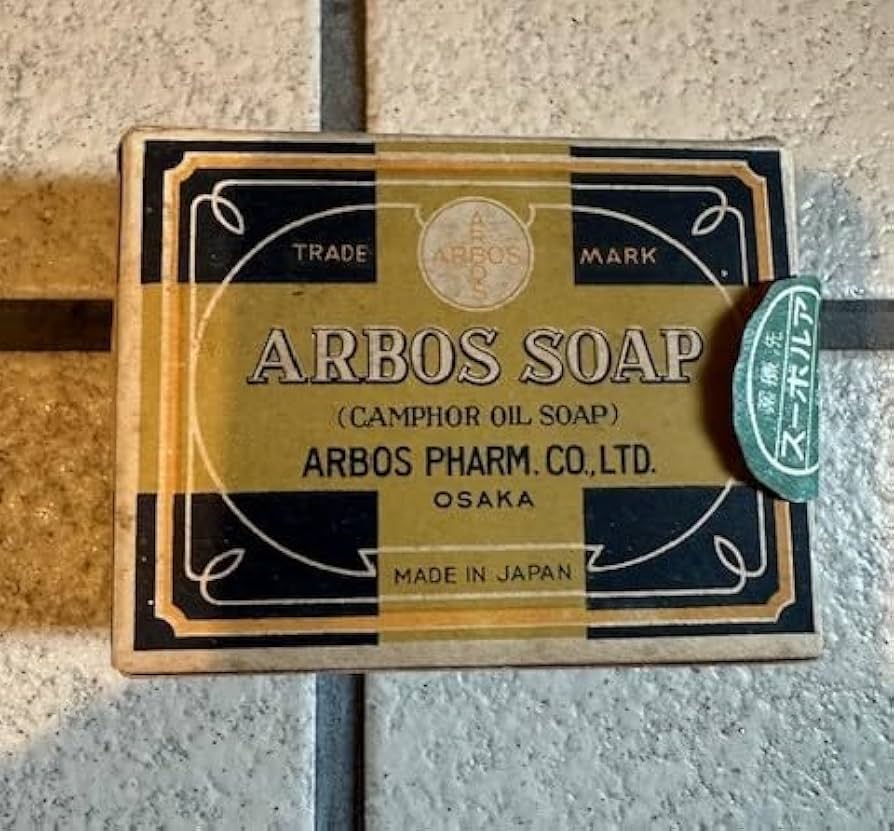 TRADE ARBOS MARK
ARBOS
ARBOS SOAP
(CAMPHOR OIL SOAP)
ARBOS PHARM. CO., LTD.
OSAKA
MADE IN JAPAN
アルボース